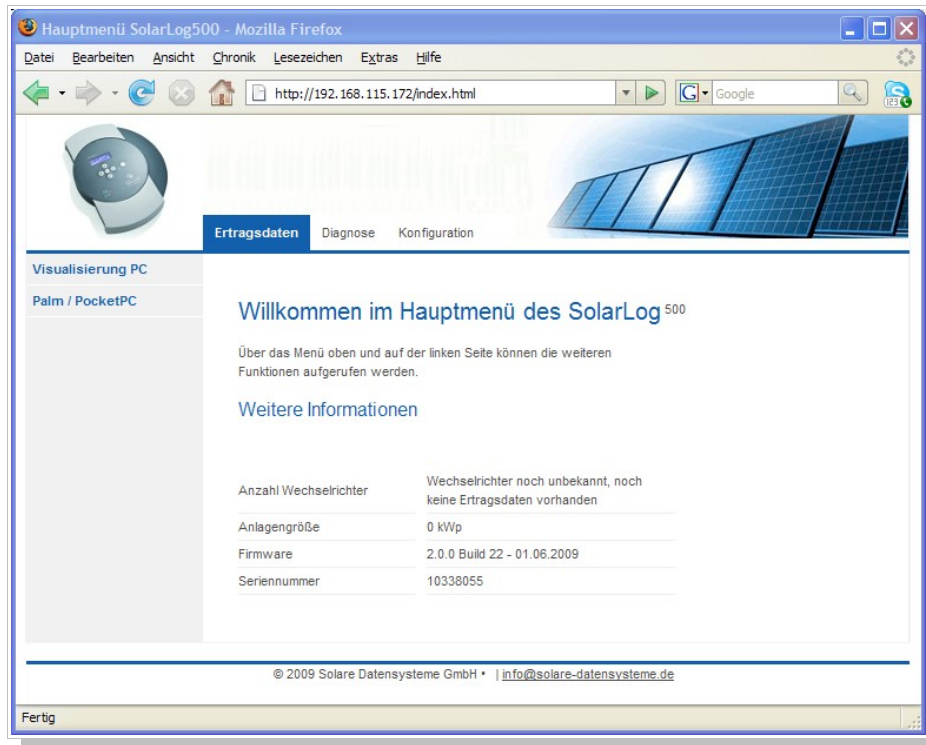 Hauptmenü SolarLog500 - Mozilla Firefox
Datei Bearbeiten Ansicht Chronik Lesezeichen Extras Hilfe
http://192.168.115.172/index.html
G Google
123
Ertragsdaten Diagnose Konfiguration
Visualisierung PC
Palm / PocketPC
Willkommen im Hauptmenü des SolarLog 500
Über das Menü oben und auf der linken Seite können die weiteren
Funktionen aufgerufen werden.
Weitere Informationen
Anzahl Wechselrichter Wechselrichter noch unbekannt, noch
keine Ertragsdaten vorhanden
Anlagengröße 0 kWp
Firmware 2.0.0 Build 22 - 01.06.2009
Seriennummer 10338055
© 2009 Solare Datensysteme GmbH • | info@solare-datensysteme.de
Fertig